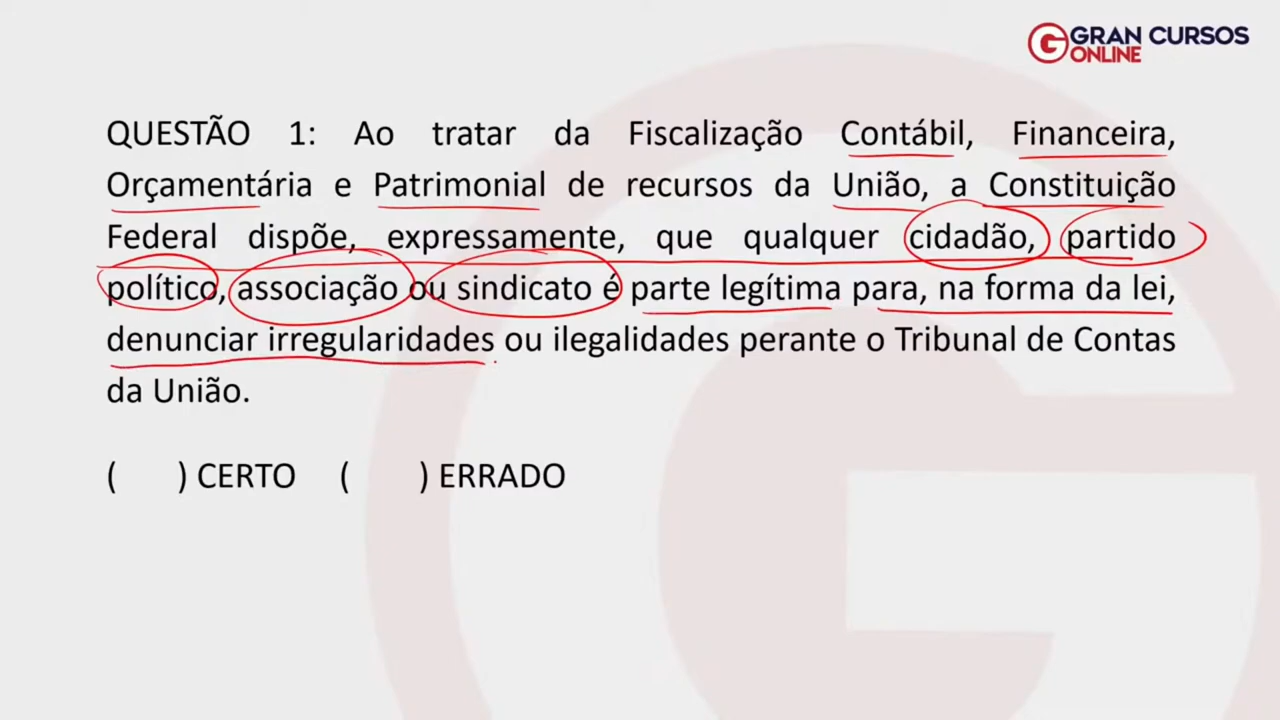 GRAN CURSOS
ONLINE
QUESTÃO 1: Ao tratar da Fiscalização Contábil, Financeira,
Orçamentária e Patrimonial de recursos da União, a Constituição
Federal dispõe, expressamente, que qualquer cidadão, partido
político, associação ou sindicato é parte legítima para, na forma da lei,
denunciar irregularidades ou ilegalidades perante o Tribunal de Contas
da União.
( ) CERTO ( ) ERRADO